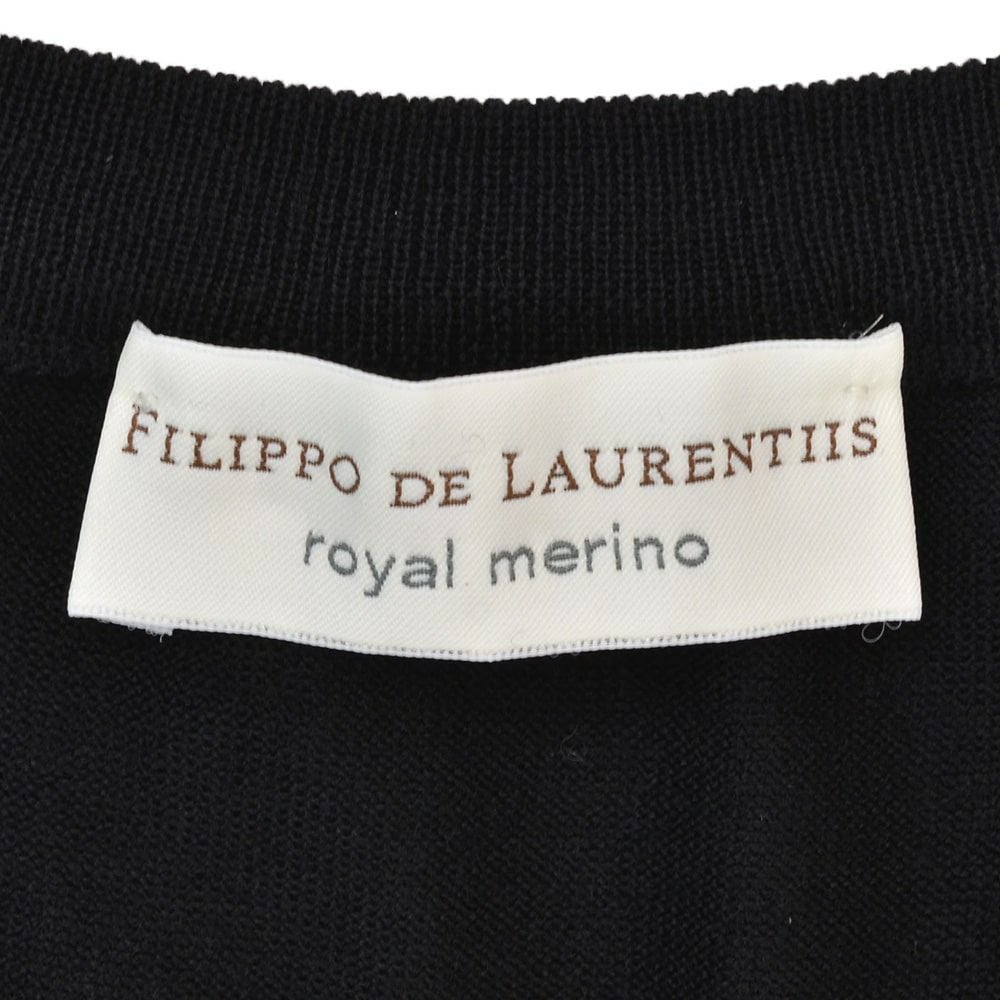 FILIPPO DE LAURENTIIS
royal merino